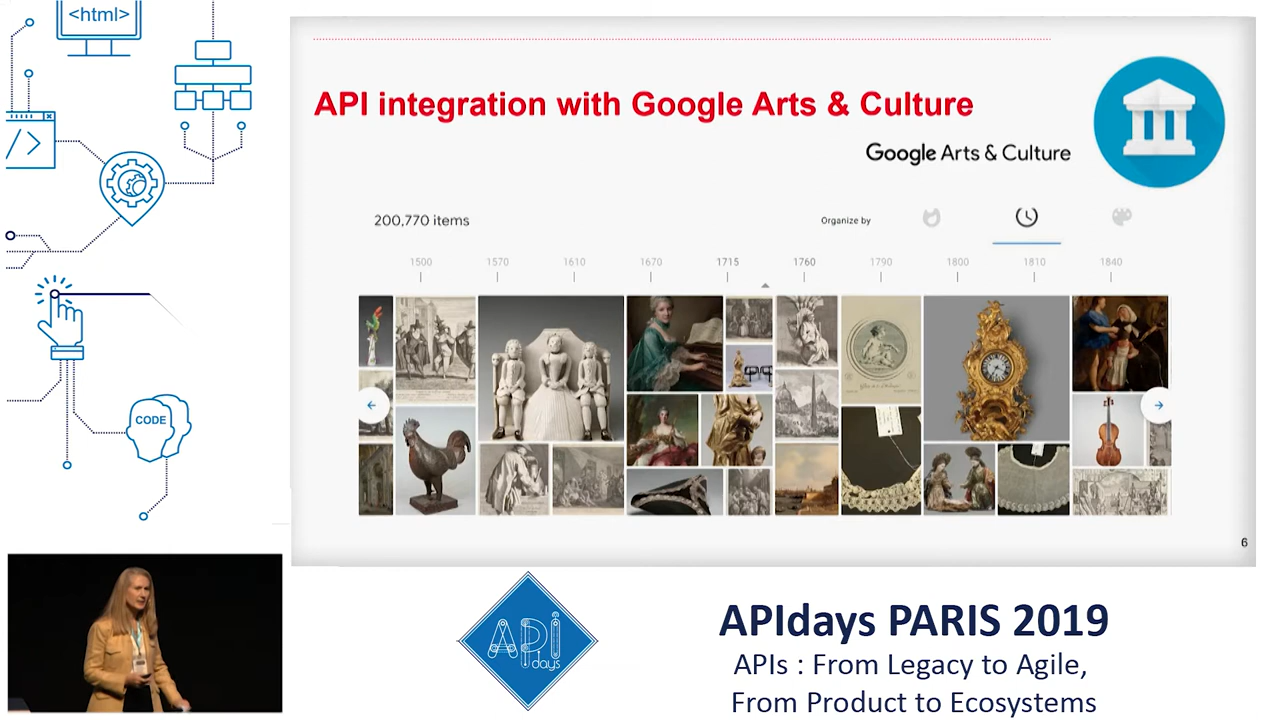 <html>
API integration with Google Arts & Culture
Google Arts & Culture
200,770 items
Organize by
1500 1570 1610 1670 1715 1760 1790 1800 1810 1840
6
/>
CODE
API
days
APIdays PARIS 2019
APIs : From Legacy to Agile,
From Product to Ecosystems